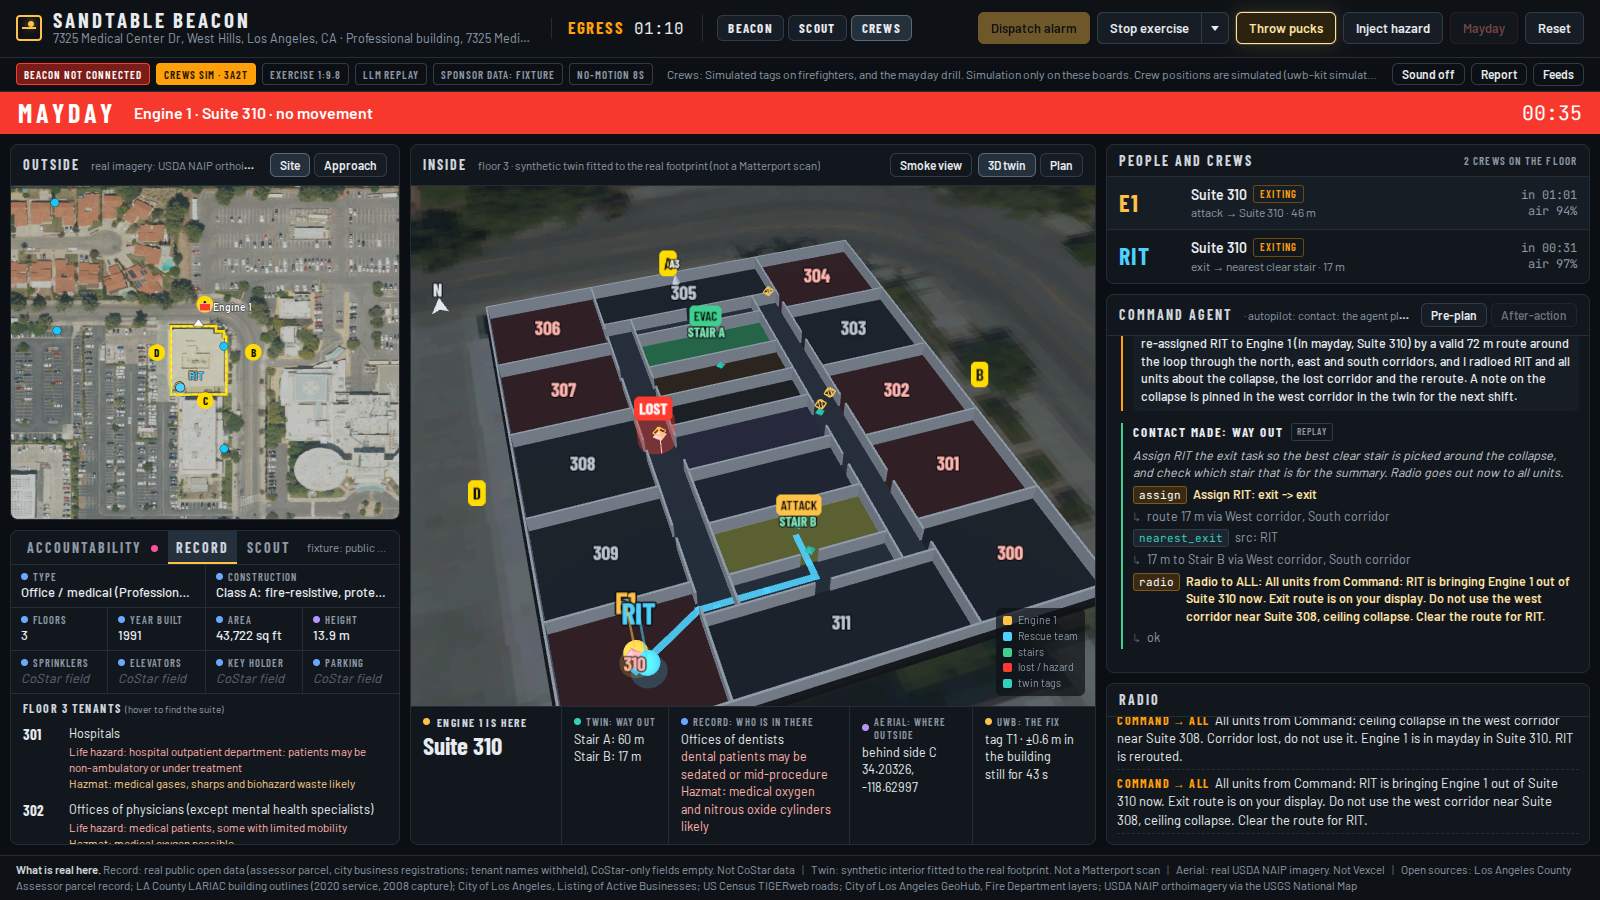 SANDTABLE BEACON
7325 Medical Center Dr, West Hills, Los Angeles, CA · Professional building, 7325 Medi...
EGRESS 01:10
BEACON SCOUT CREWS
Dispatch alarm Stop exercise Throw pucks Inject hazard Mayday Reset
BEACON NOT CONNECTED CREWS SIM · 3A2T EXERCISE 1:9.8 LLM REPLAY SPONSOR DATA: FIXTURE NO-MOTION 8S
Crews: Simulated tags on firefighters, and the mayday drill. Simulation only on these boards. Crew positions are simulated (uwb-kit simulat...
Sound off Report Feeds
MAYDAY Engine 1 · Suite 310 · no movement 00:35
OUTSIDE real imagery: USDA NAIP orthoi... Site Approach
Engine 1
D
B
RIT
C
ACCOUNTABILITY RECORD SCOUT fixture: public ...
TYPE
Office / medical (Profession...
CONSTRUCTION
Class A: fire-resistive, prote...
FLOORS
3
YEAR BUILT
1991
AREA
43,722 sq ft
HEIGHT
13.9 m
SPRINKLERS
CoStar field
ELEVATORS
CoStar field
KEY HOLDER
CoStar field
PARKING
CoStar field
FLOOR 3 TENANTS (hover to find the suite)
301 Hospitals
Life hazard: hospital outpatient department: patients may be
non-ambulatory or under treatment
Hazmat: medical gases, sharps and biohazard waste likely
302 Offices of physicians (except mental health specialists)
Life hazard: medical patients, some with limited mobility
Hazmat: medical oxygen possible
INSIDE floor 3 · synthetic twin fitted to the real footprint (not a Matterport scan) Smoke view 3D twin Plan
N
A3
304
305
306
EVAC
STAIR A
303
307
B
302
LOST
308
301
D
ATTACK
STAIR B
309
300
E1
RIT
311
310
Engine 1
Rescue team
stairs
lost / hazard
twin tags
ENGINE 1 IS HERE
Suite 310
TWIN: WAY OUT
Stair A: 60 m
Stair B: 17 m
RECORD: WHO IS IN THERE
Offices of dentists
dental patients may be
sedated or mid-procedure
Hazmat: medical oxygen
and nitrous oxide cylinders
likely
AERIAL: WHERE
OUTSIDE
behind side C
34.20326,
-118.62997
UWB: THE FIX
tag T1 · ±0.6 m in
the building
still for 43 s
PEOPLE AND CREWS 2 CREWS ON THE FLOOR
E1 Suite 310 EXITING in 01:01
attack → Suite 310 · 46 m air 94%
RIT Suite 310 EXITING in 00:31
exit → nearest clear stair · 17 m air 97%
COMMAND AGENT · autopilot: contact: the agent pl... Pre-plan After-action
re-assigned RIT to Engine 1 (in mayday, Suite 310) by a valid 72 m route around
the loop through the north, east and south corridors, and I radioed RIT and all
units about the collapse, the lost corridor and the reroute. A note on the
collapse is pinned in the west corridor in the twin for the next shift.
CONTACT MADE: WAY OUT REPLAY
Assign RIT the exit task so the best clear stair is picked around the collapse,
and check which stair that is for the summary. Radio goes out now to all units.
assign Assign RIT: exit -> exit
↳ route 17 m via West corridor, South corridor
nearest_exit src: RIT
↳ 17 m to Stair B via West corridor, South corridor
radio Radio to ALL: All units from Command: RIT is bringing Engine 1 out of
Suite 310 now. Exit route is on your display. Do not use the west
corridor near Suite 308, ceiling collapse. Clear the route for RIT.
↳ ok
RADIO
COMMAND → ALL All units from Command: ceiling collapse in the west corridor
near Suite 308. Corridor lost, do not use it. Engine 1 is in mayday in Suite 310. RIT
is rerouted.
COMMAND → ALL All units from Command: RIT is bringing Engine 1 out of Suite
310 now. Exit route is on your display. Do not use the west corridor near Suite
308, ceiling collapse. Clear the route for RIT.
What is real here. Record: real public open data (assessor parcel, city business registrations; tenant names withheld), CoStar-only fields empty. Not CoStar data | Twin: synthetic interior fitted to the real footprint. Not a Matterport scan | Aerial: real USDA NAIP imagery. Not Vexcel | Open sources: Los Angeles County
Assessor parcel record; LA County LARIAC building outlines (2020 service, 2008 capture); City of Los Angeles, Listing of Active Businesses; US Census TIGERweb roads; City of Los Angeles GeoHub, Fire Department layers; USDA NAIP orthoimagery via the USGS National Map